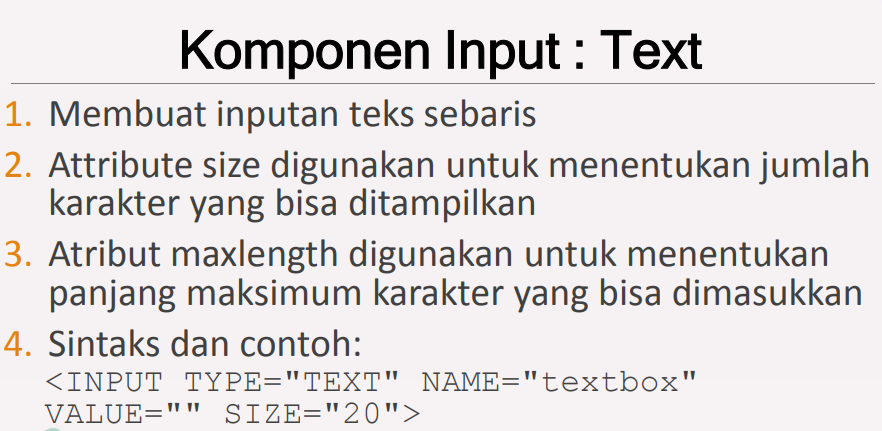 Komponen Input : Text
1. Membuat inputan teks sebaris
2. Attribute size digunakan untuk menentukan jumlah
karakter yang bisa ditampilkan
3. Atribut maxlength digunakan untuk menentukan
panjang maksimum karakter yang bisa dimasukkan
4. Sintaks dan contoh:
<INPUT TYPE="TEXT" NAME="textbox"
VALUE="" SIZE="20">